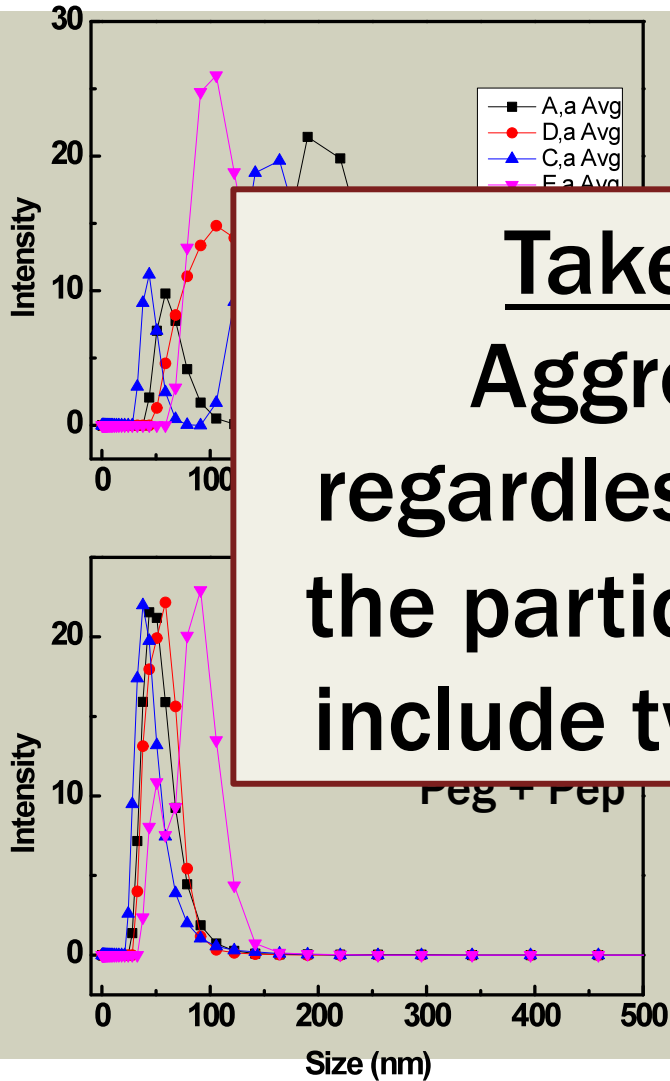 30
20
10
0
Intensity
A,a Avg
D,a Avg
C,a Avg
E,a Avg
0
100
Take
Aggre
regardles
the partic
include tw
20
10
0
Intensity
Peg + Pep
0
100
200
300
400
500
Size (nm)